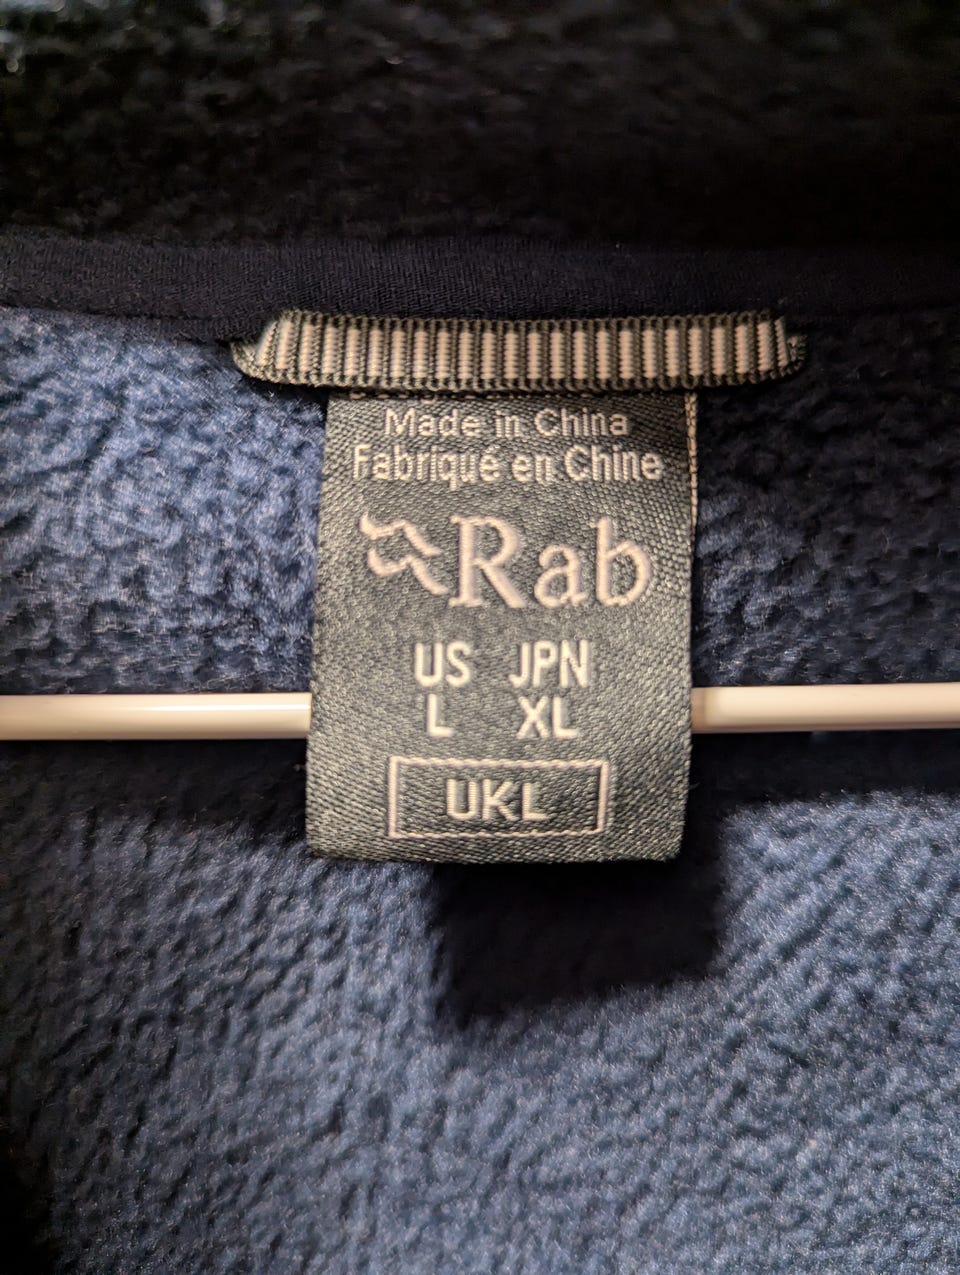 Made in China
Fabriqué en Chine
Rab
US JPN
L XL
UKL